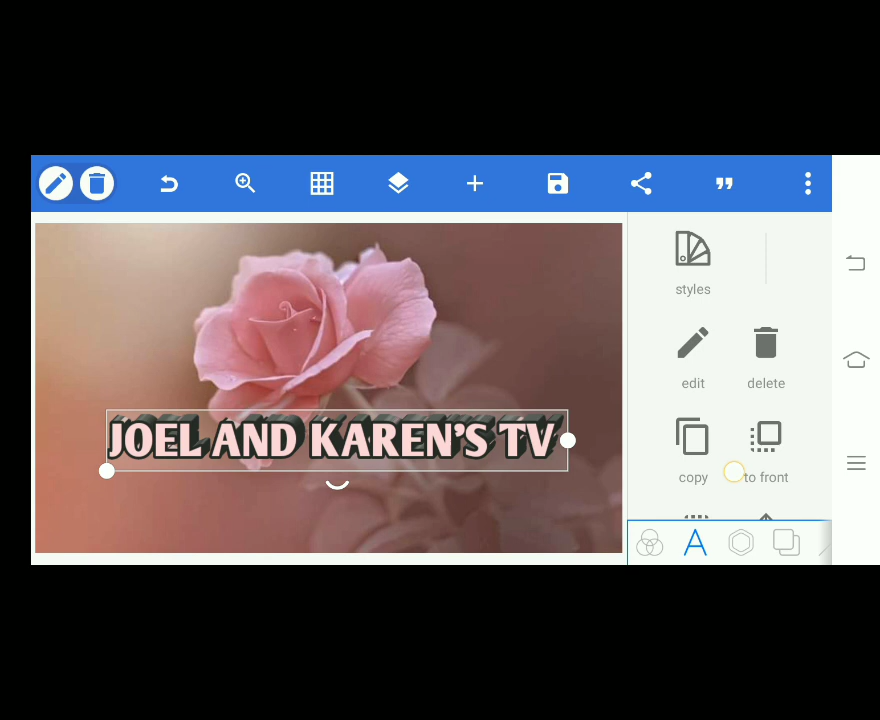 styles
JOEL AND KAREN'S TV
edit
delete
copy
to front